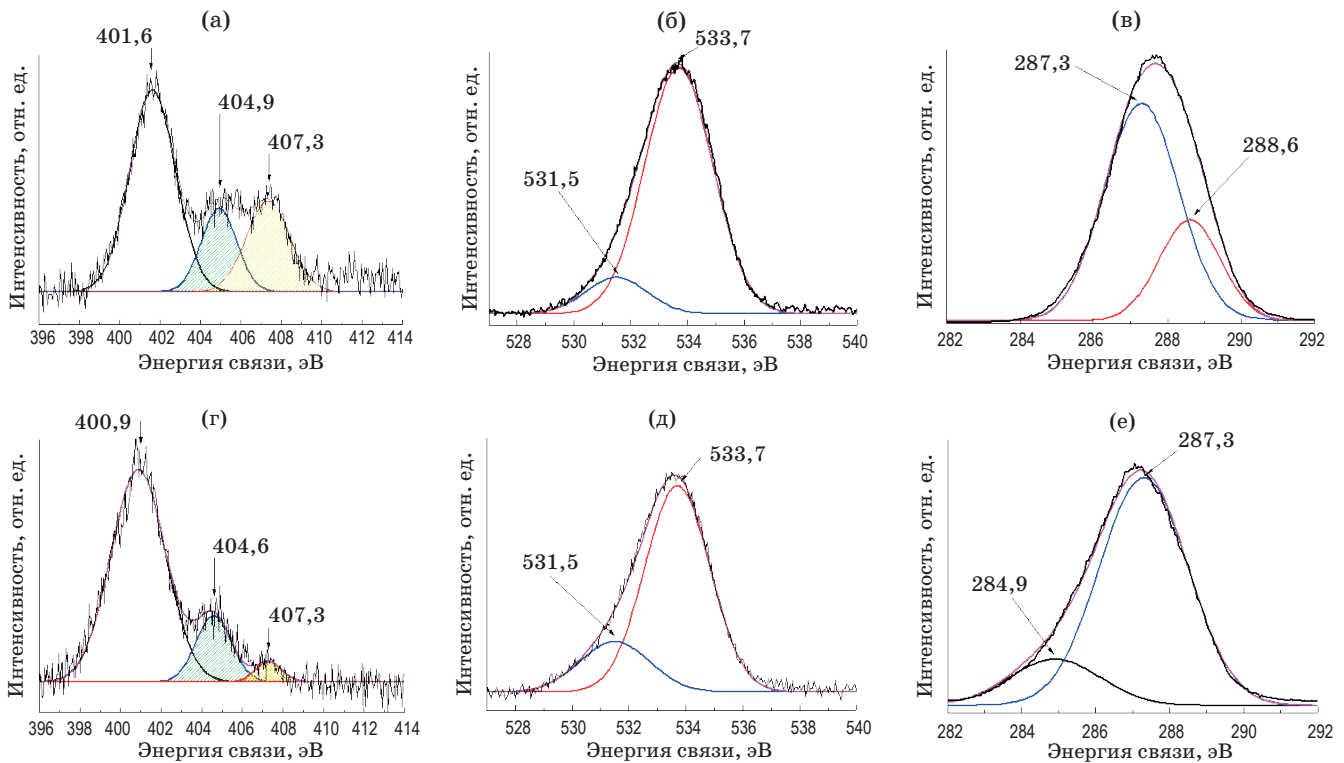 (а)
401,6
404,9
407,3
Интенсивность, отн. ед.
396 398 400 402 404 406 408 410 412 414
Энергия связи, эВ
(б)
533,7
531,5
Интенсивность, отн. ед.
528 530 532 534 536 538 540
Энергия связи, эВ
(в)
287,3
288,6
Интенсивность, отн. ед.
282 284 286 288 290 292
Энергия связи, эВ
(г)
400,9
404,6
407,3
Интенсивность, отн. ед.
396 398 400 402 404 406 408 410 412 414
Энергия связи, эВ
(д)
533,7
531,5
Интенсивность, отн. ед.
528 530 532 534 536 538 540
Энергия связи, эВ
(е)
287,3
284,9
Интенсивность, отн. ед.
282 284 286 288 290 292
Энергия связи, эВ